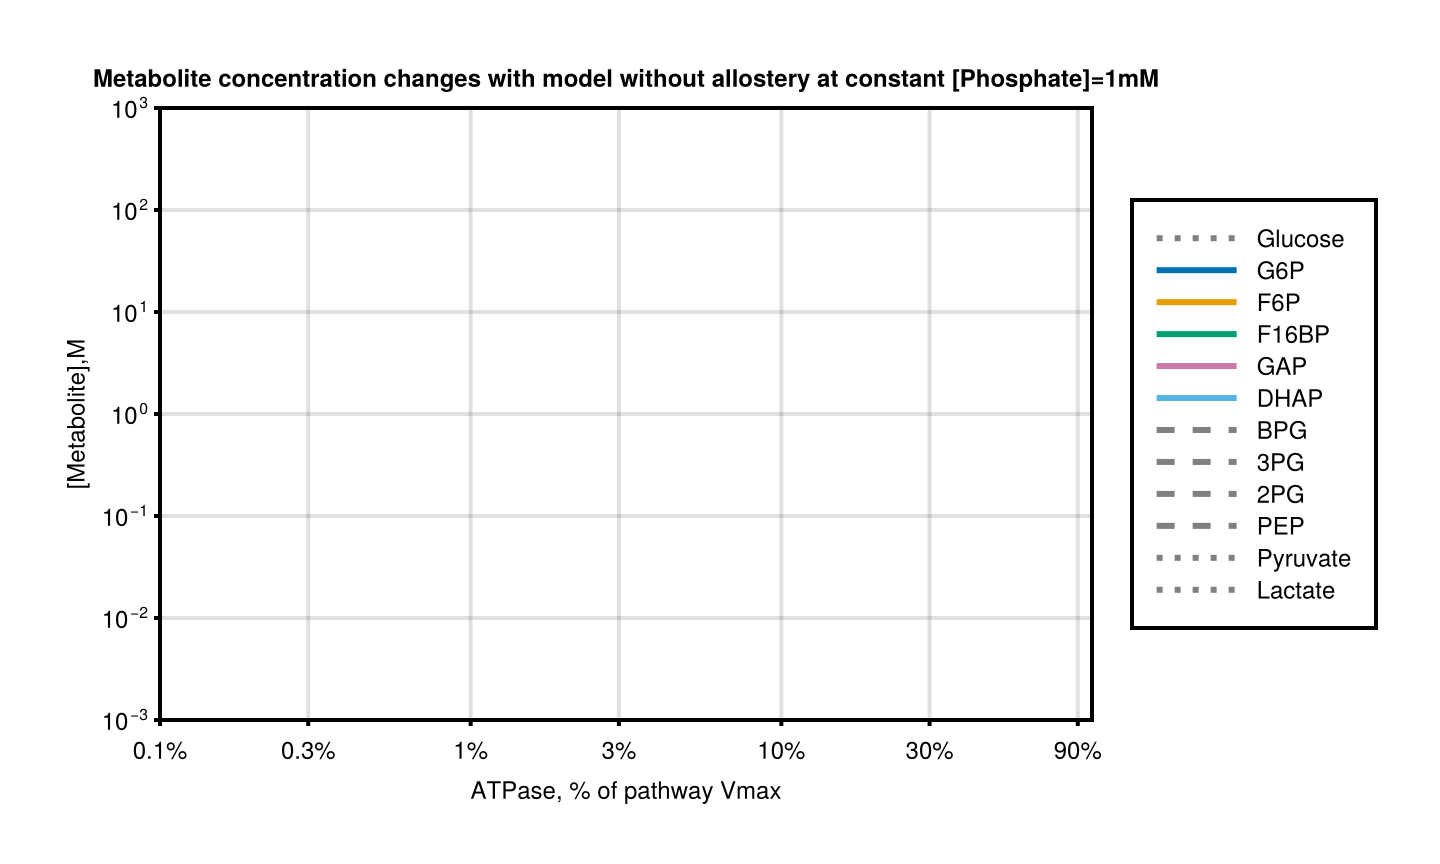 Metabolite concentration changes with model without allostery at constant [Phosphate]=1mM
10³
10²
10¹
10⁰
10⁻¹
10⁻²
10⁻³
[Metabolite],M
0.1% 0.3% 1% 3% 10% 30% 90%
ATPase, % of pathway Vmax
Glucose
G6P
F6P
F16BP
GAP
DHAP
BPG
3PG
2PG
PEP
Pyruvate
Lactate